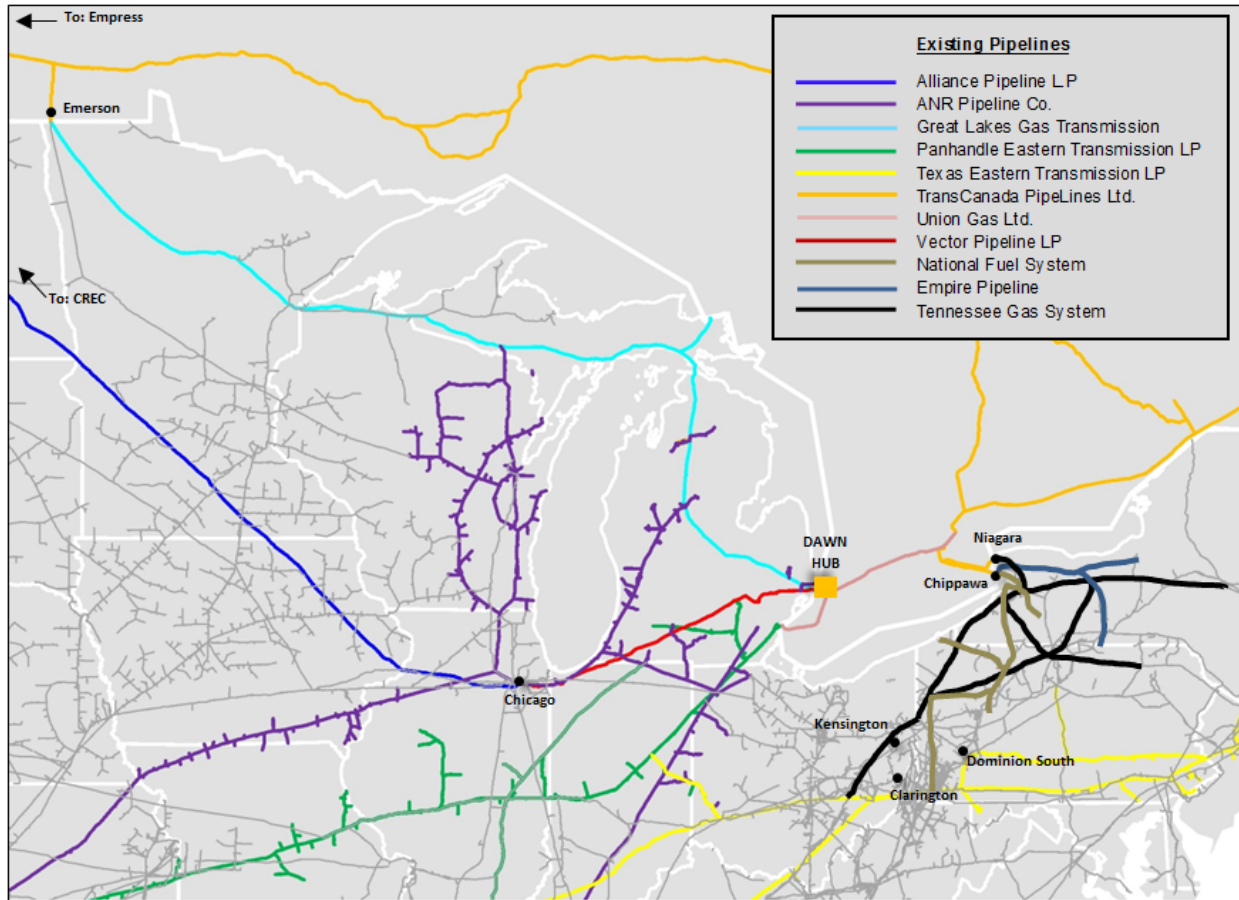 To: Empress
Existing Pipelines
Alliance Pipeline L.P
ANR Pipeline Co.
Great Lakes Gas Transmission
Panhandle Eastern Transmission LP
Texas Eastern Transmission LP
TransCanada PipeLines Ltd.
Union Gas Ltd.
Vector Pipeline LP
National Fuel System
Empire Pipeline
Tennessee Gas System
Emerson
To: CREC
DAWN
HUB
Niagara
Chippawa
Chicago
Kensington
Dominion South
Clarington